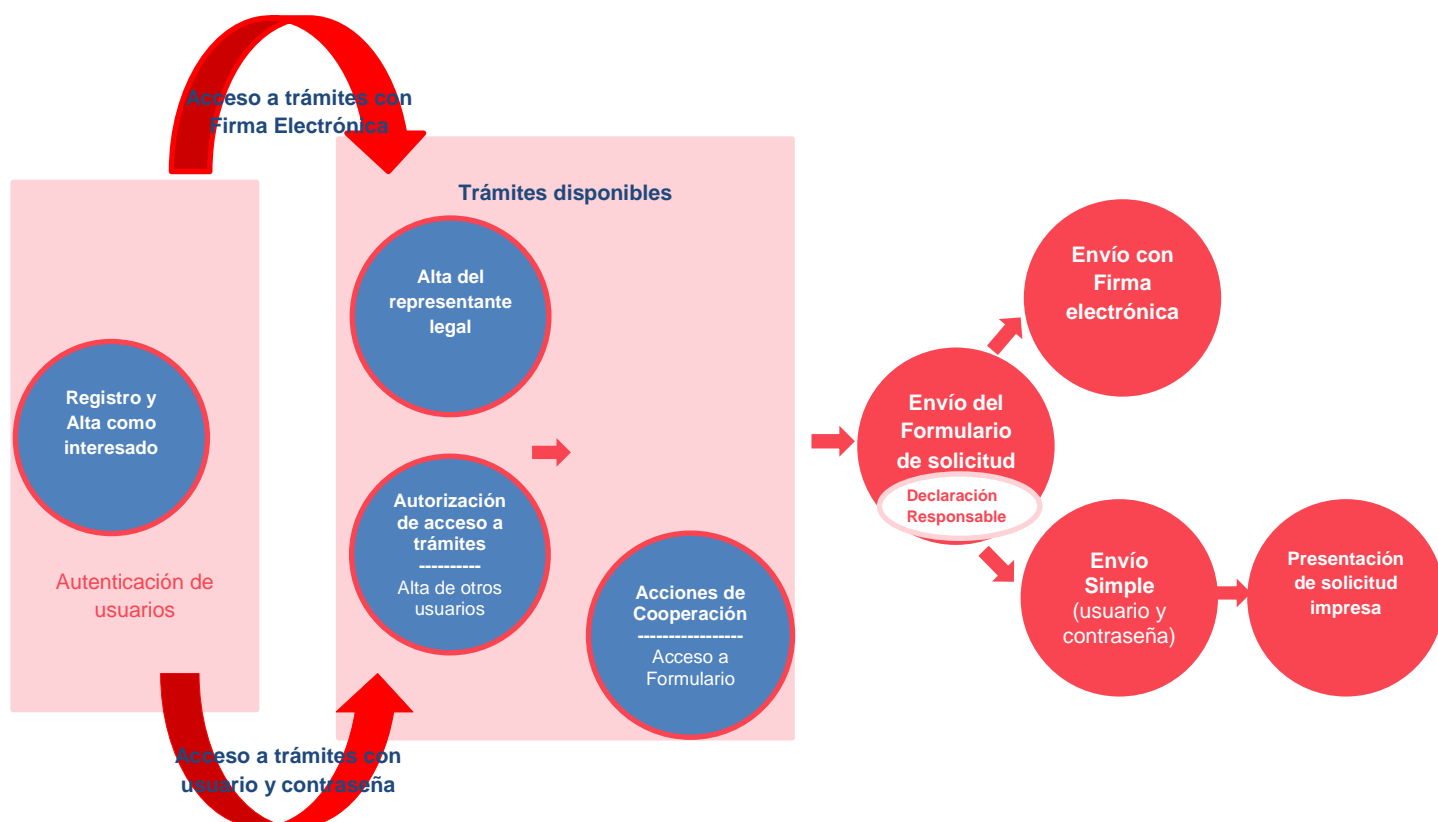 Acceso a trámites con
Firma Electrónica
Registro y
Alta como
interesado
Autenticación de
usuarios
Acceso a trámites con
usuario y contraseña
Trámites disponibles
Alta del
representante
legal
Autorización
de acceso a
trámites
----------
Alta de otros
usuarios
Acciones de
Cooperación
-----------------
Acceso a
Formulario
Envío del
Formulario
de solicitud
Declaración
Responsable
Envío con
Firma
electrónica
Envío
Simple
(usuario y
contraseña)
Presentación
de solicitud
impresa